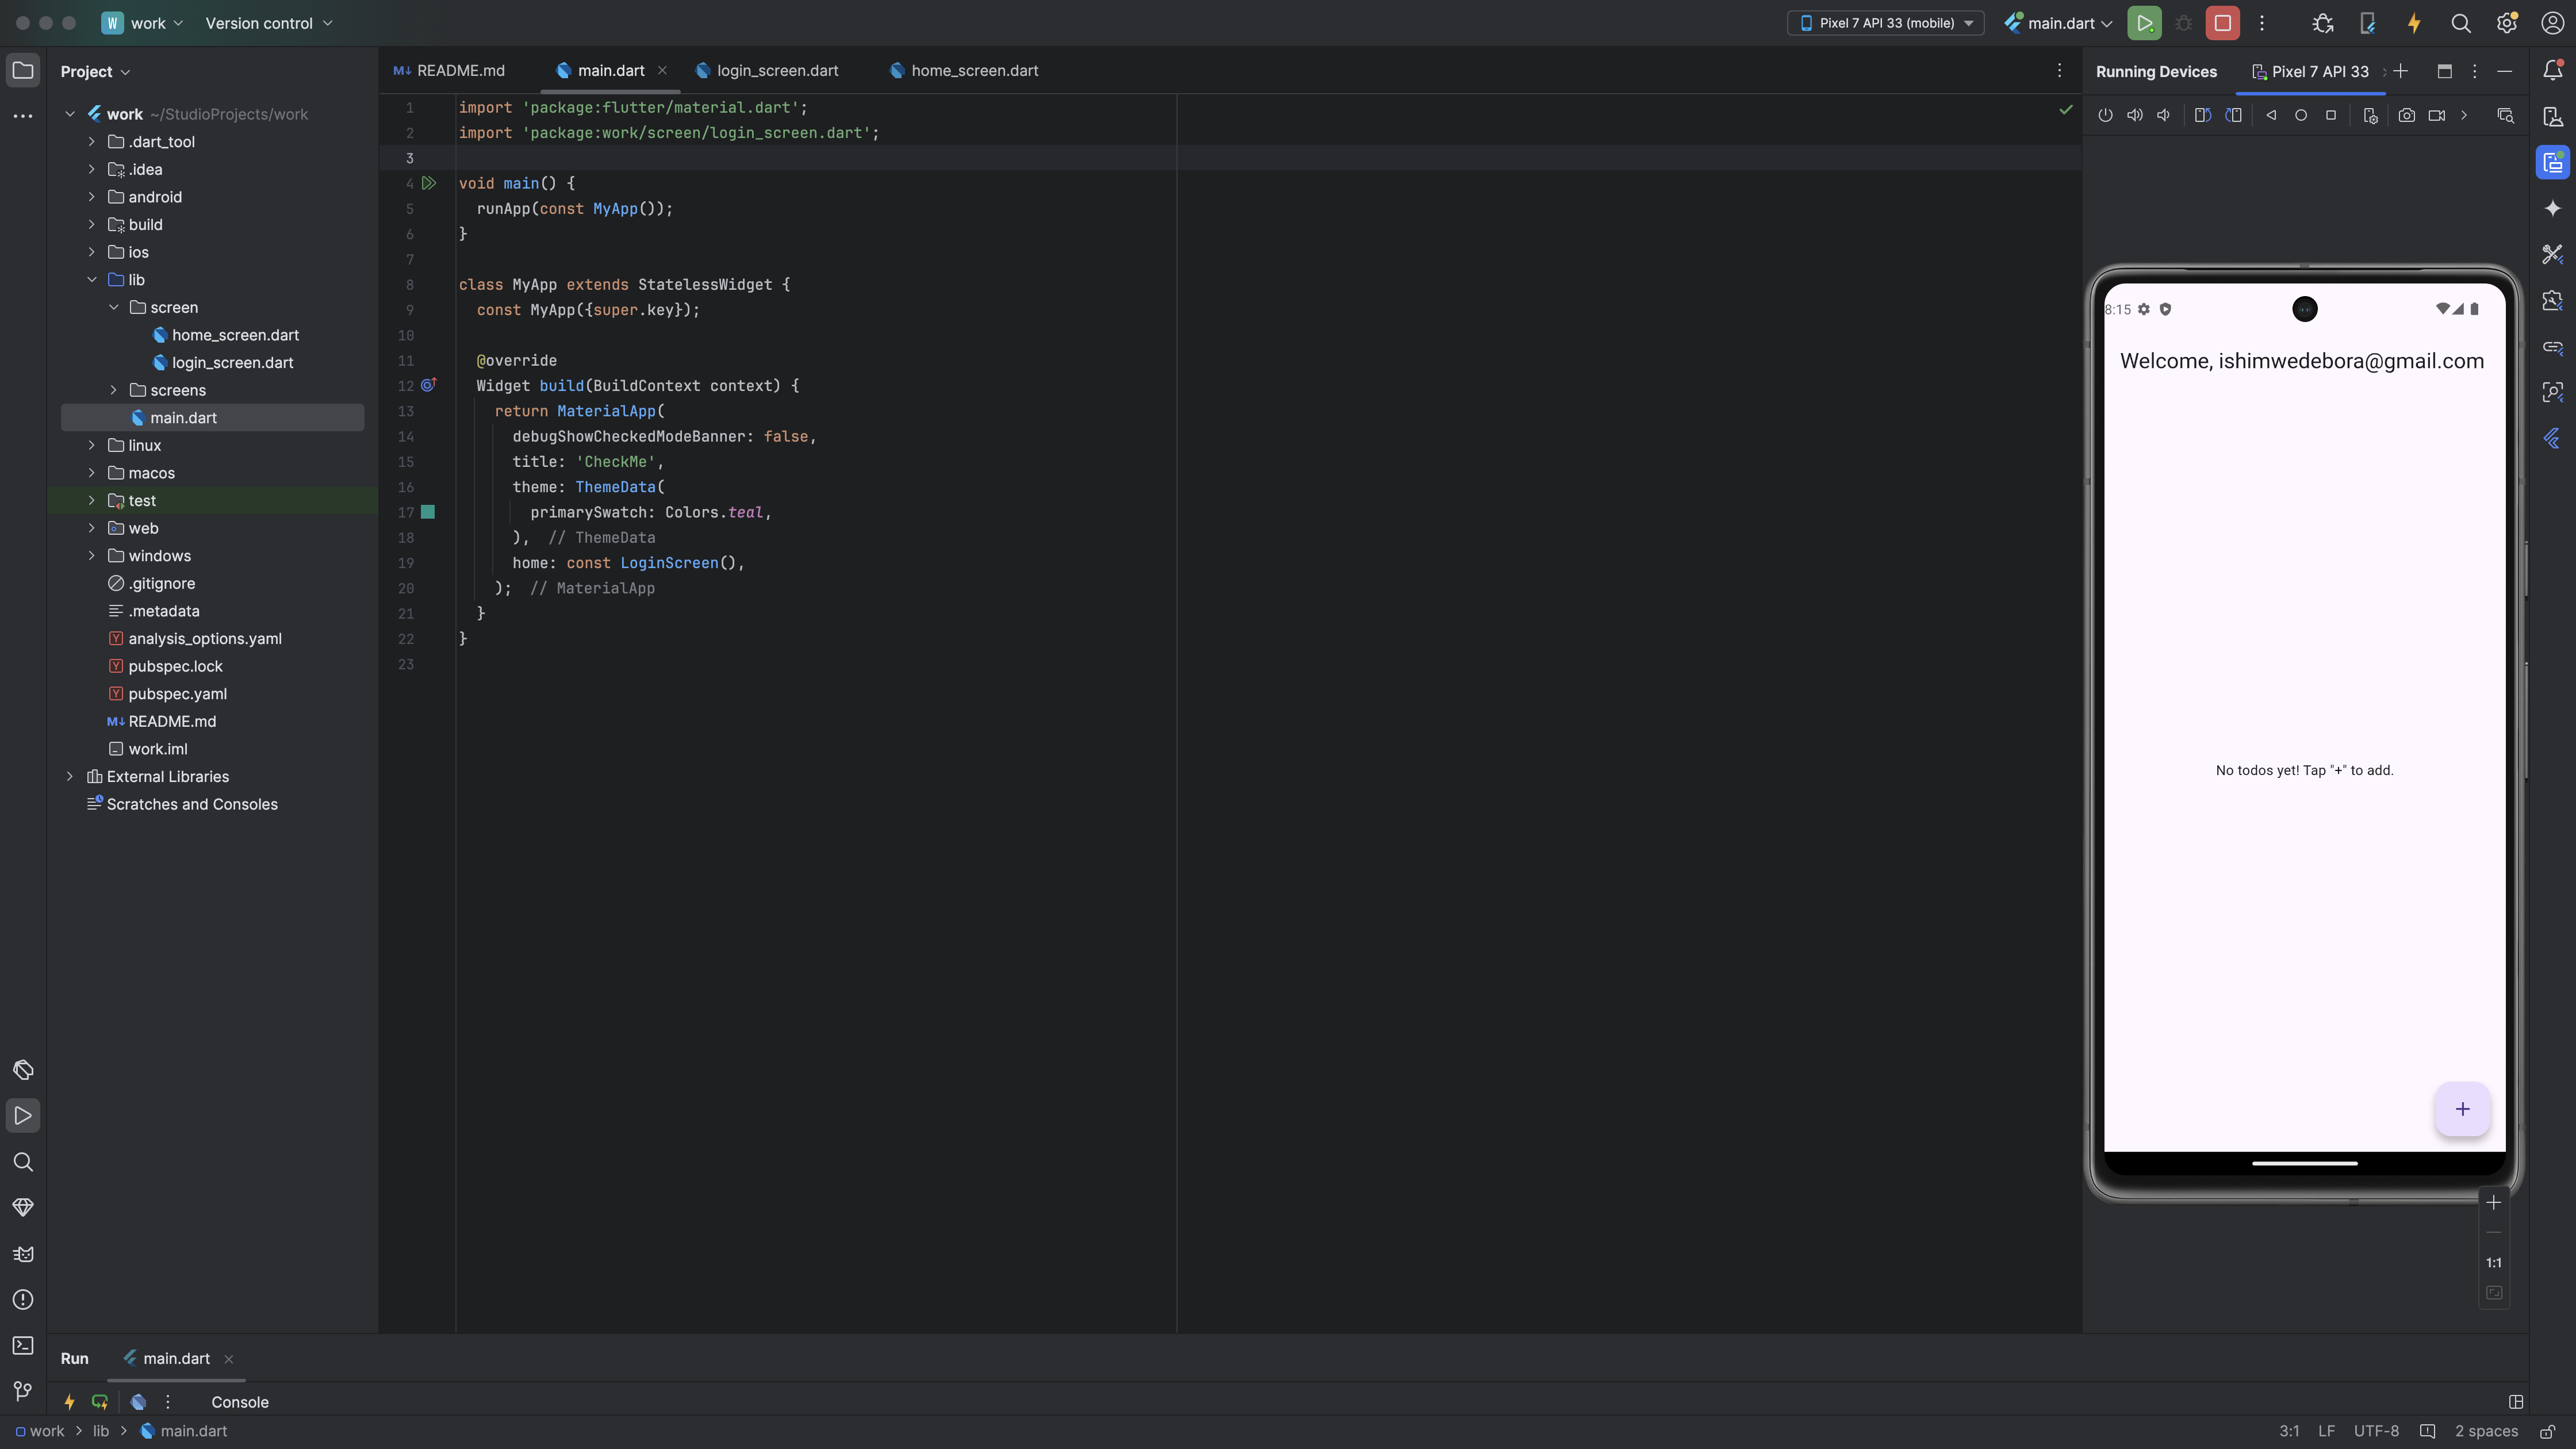 W work Version control Pixel 7 API 33 (mobile) main.dart
Project
work ~/StudioProjects/work
.dart_tool
.idea
android
build
ios
lib
screen
home_screen.dart
login_screen.dart
screens
main.dart
linux
macos
test
web
windows
.gitignore
.metadata
Y analysis_options.yaml
Y pubspec.lock
Y pubspec.yaml
M↓ README.md
work.iml
External Libraries
Scratches and Consoles
M↓ README.md main.dart login_screen.dart home_screen.dart
1 import 'package:flutter/material.dart';
2 import 'package:work/screen/login_screen.dart';
3
4 void main() {
5 runApp(const MyApp());
6 }
7
8 class MyApp extends StatelessWidget {
9 const MyApp({super.key});
10
11 @override
12 Widget build(BuildContext context) {
13 return MaterialApp(
14 debugShowCheckedModeBanner: false,
15 title: 'CheckMe',
16 theme: ThemeData(
17 primarySwatch: Colors.teal,
18 ), // ThemeData
19 home: const LoginScreen(),
20 ); // MaterialApp
21 }
22 }
23
Running Devices Pixel 7 API 33
8:15
Welcome, ishimwedebora@gmail.com
No todos yet! Tap "+" to add.
+
1:1
Run main.dart
Console
work > lib > main.dart
3:1 LF UTF-8 2 spaces